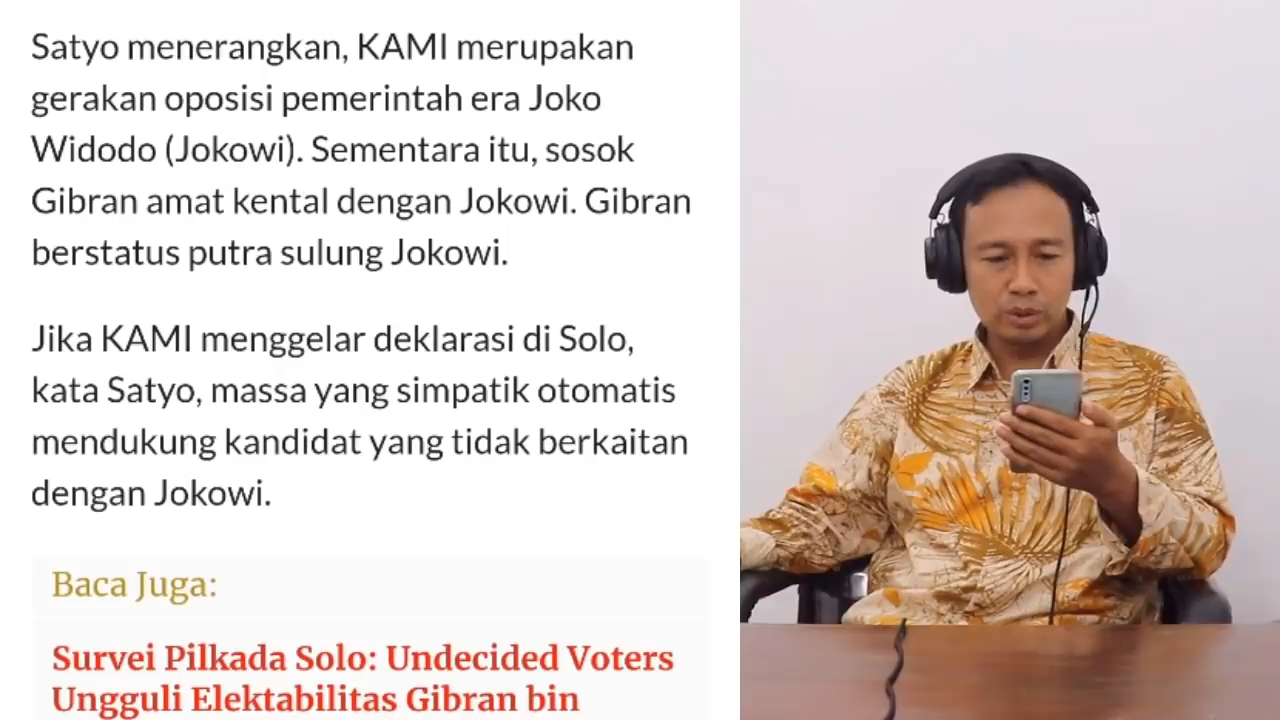 Satyo menerangkan, KAMI merupakan
gerakan oposisi pemerintah era Joko
Widodo (Jokowi). Sementara itu, sosok
Gibran amat kental dengan Jokowi. Gibran
berstatus putra sulung Jokowi.
Jika KAMI menggelar deklarasi di Solo,
kata Satyo, massa yang simpatik otomatis
mendukung kandidat yang tidak berkaitan
dengan Jokowi.
Baca Juga:
Survei Pilkada Solo: Undecided Voters
Ungguli Elektabilitas Gibran bin